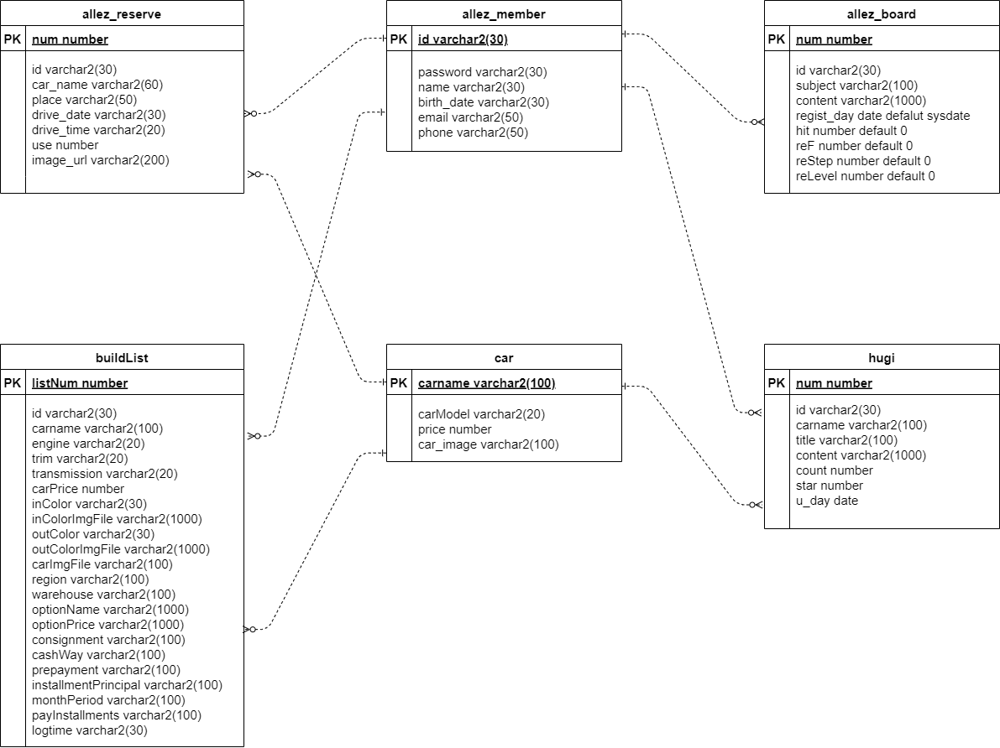 allez_reserve
PK num number
id varchar2(30)
car_name varchar2(60)
place varchar2(50)
drive_date varchar2(30)
drive_time varchar2(20)
use number
image_url varchar2(200)
allez_member
PK id varchar2(30)
password varchar2(30)
name varchar2(30)
birth_date varchar2(30)
email varchar2(50)
phone varchar2(50)
allez_board
PK num number
id varchar2(30)
subject varchar2(100)
content varchar2(1000)
regist_day date defalut sysdate
hit number default 0
reF number default 0
reStep number default 0
reLevel number default 0
buildList
PK listNum number
id varchar2(30)
carname varchar2(100)
engine varchar2(20)
trim varchar2(20)
transmission varchar2(20)
carPrice number
inColor varchar2(30)
inColorImgFile varchar2(1000)
outColor varchar2(30)
outColorImgFile varchar2(1000)
carImgFile varchar2(100)
region varchar2(100)
warehouse varchar2(100)
optionName varchar2(1000)
optionPrice varchar2(1000)
consignment varchar2(100)
cashWay varchar2(100)
prepayment varchar2(100)
installmentPrincipal varchar2(100)
monthPeriod varchar2(100)
payInstallments varchar2(100)
logtime varchar2(30)
car
PK carname varchar2(100)
carModel varchar2(20)
price number
car_image varchar2(100)
hugi
PK num number
id varchar2(30)
carname varchar2(100)
title varchar2(100)
content varchar2(1000)
count number
star number
u_day date